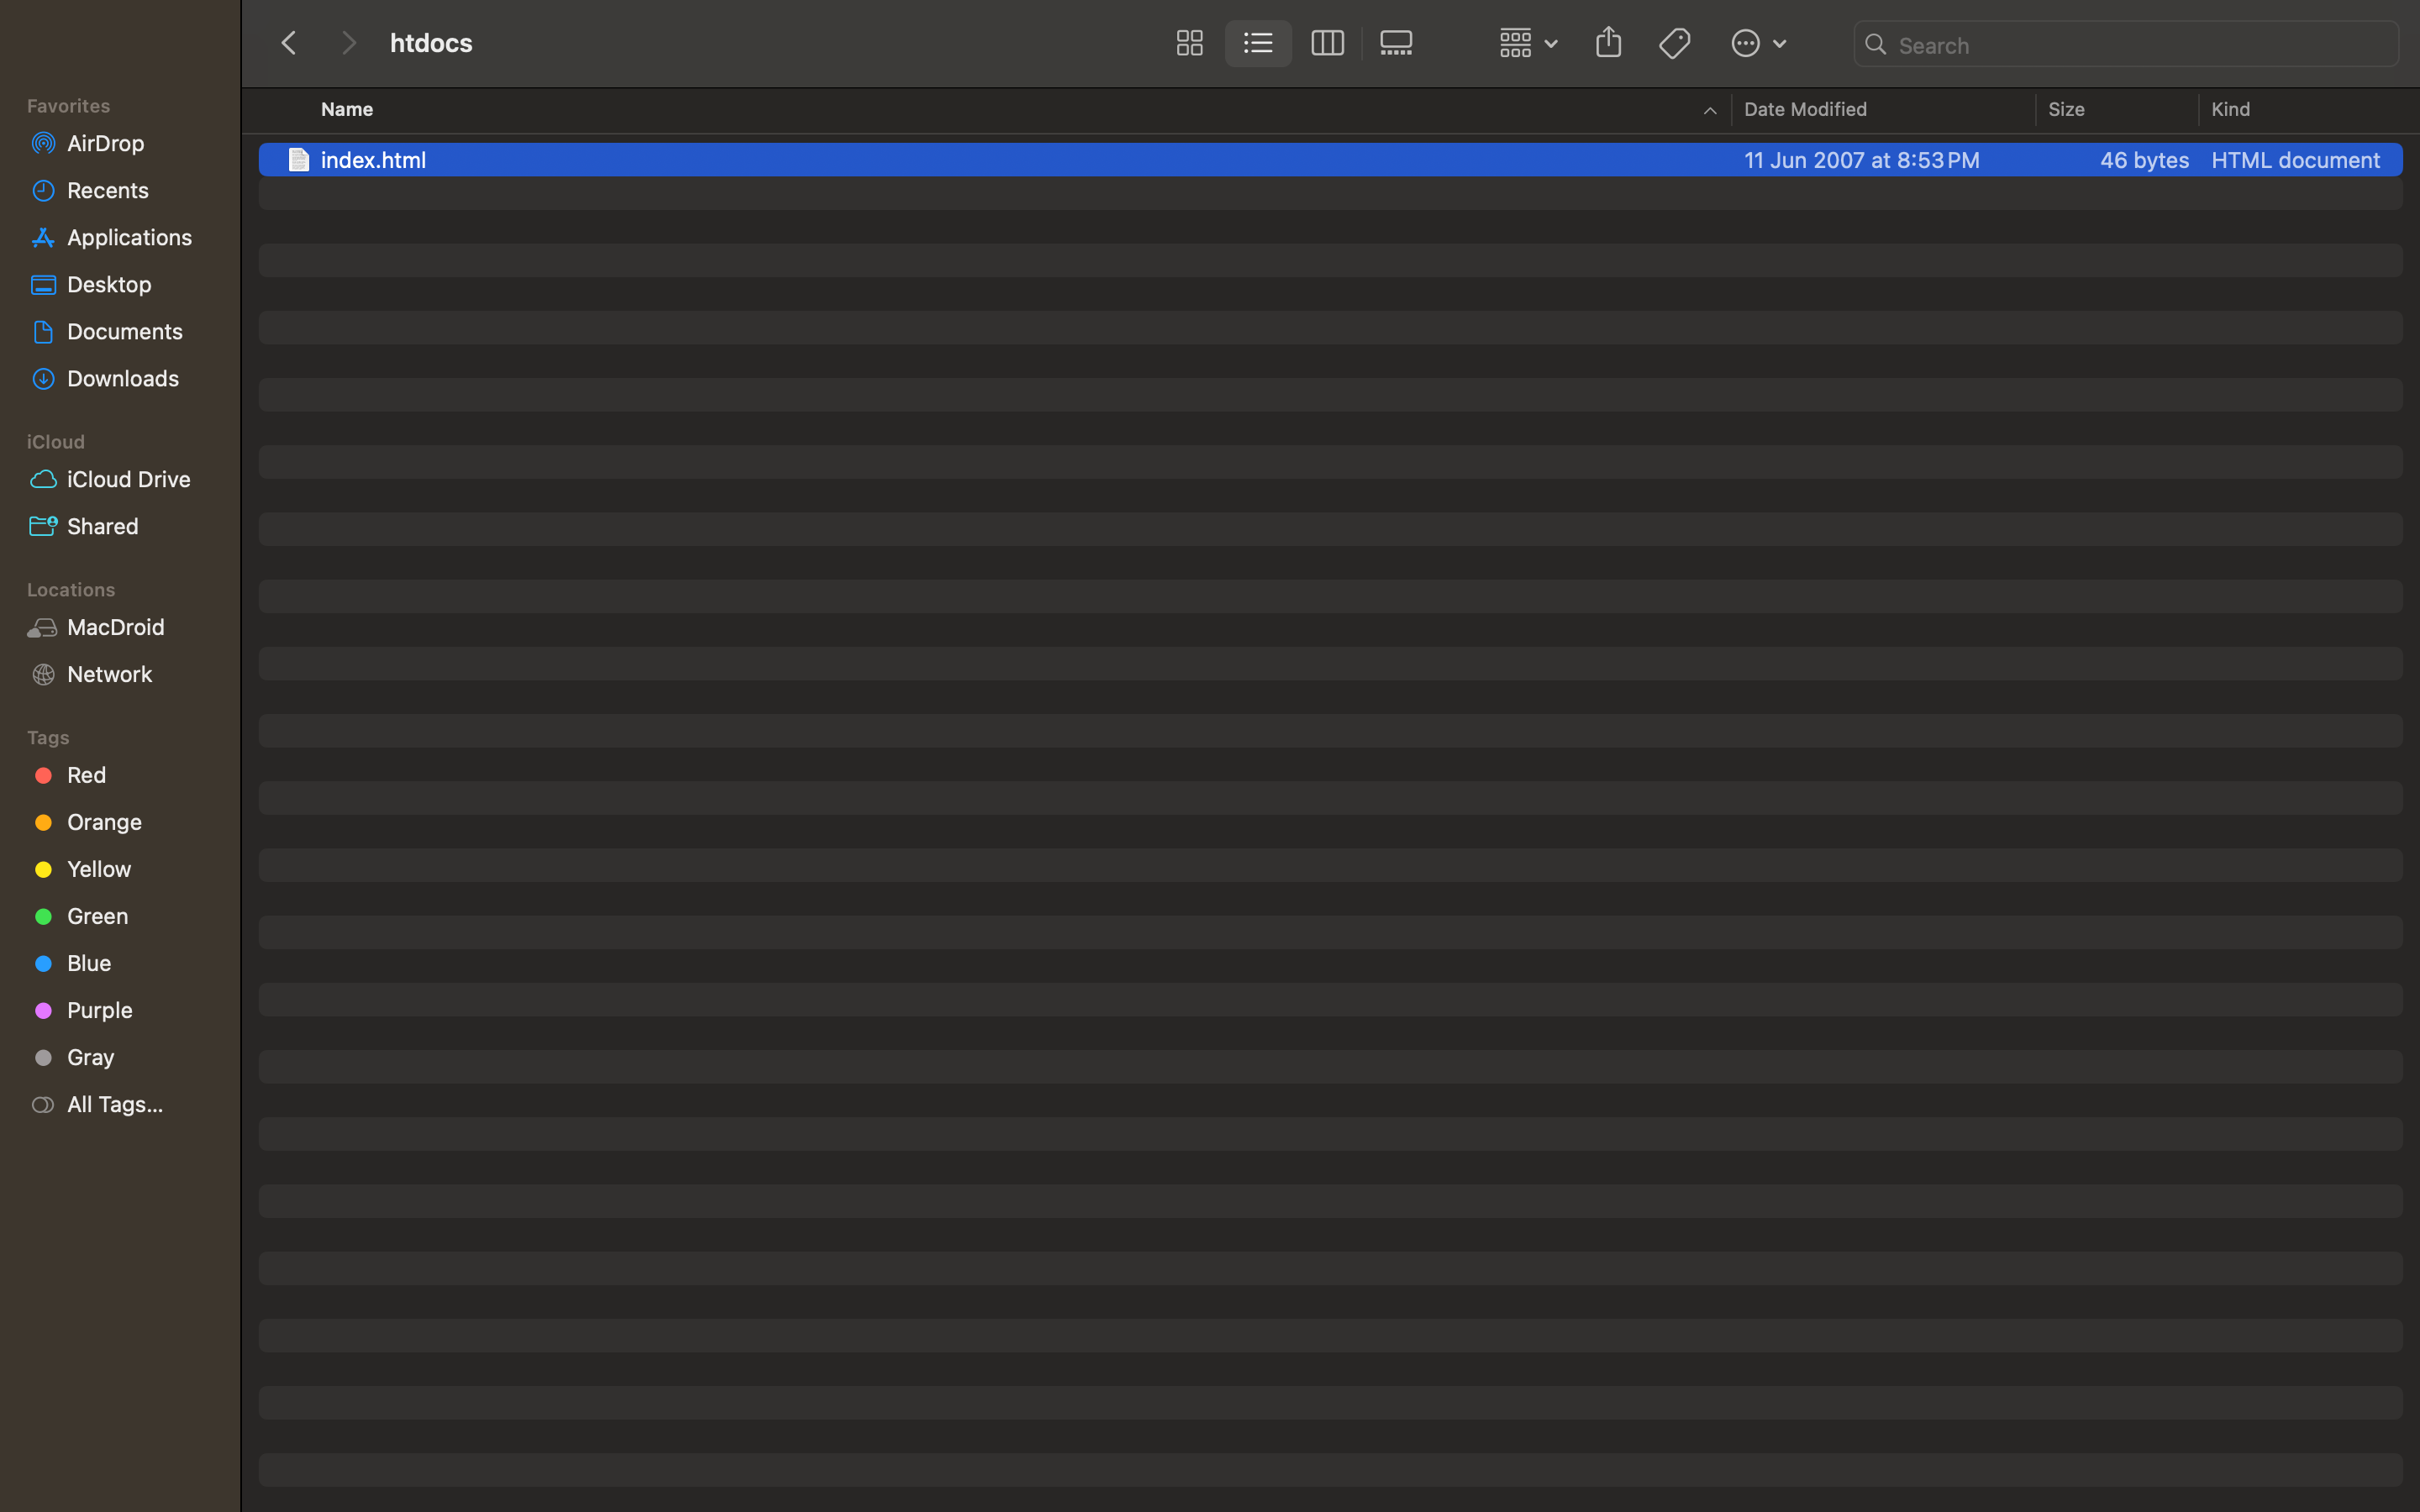 htdocs
Search
Favorites
AirDrop
Recents
Applications
Desktop
Documents
Downloads
iCloud
iCloud Drive
Shared
Locations
MacDroid
Network
Tags
Red
Orange
Yellow
Green
Blue
Purple
Gray
All Tags...
Name Date Modified Size Kind
index.html 11 Jun 2007 at 8:53 PM 46 bytes HTML document